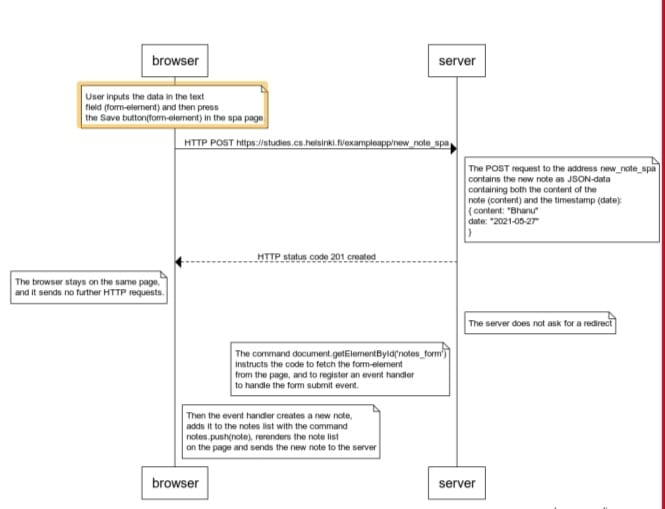 browser
server
User inputs the data in the text
field (form-element) and then press
the Save button(form-element) in the spa page
HTTP POST https://studies.cs.helsinki.fi/exampleapp/new_note_spa
The POST request to the address new_note_spa
contains the new note as JSON-data
containing both the content of the
note (content) and the timestamp (date):
{ content: "Bhanu"
date: "2021-05-27"
}
HTTP status code 201 created
The browser stays on the same page,
and it sends no further HTTP requests.
The server does not ask for a redirect
The command document.getElementById('notes_form')
instructs the code to fetch the form-element
from the page, and to register an event handler
to handle the form submit event.
Then the event handler creates a new note,
adds it to the notes list with the command
notes.push(note), rerenders the note list
on the page and sends the new note to the server
browser
server